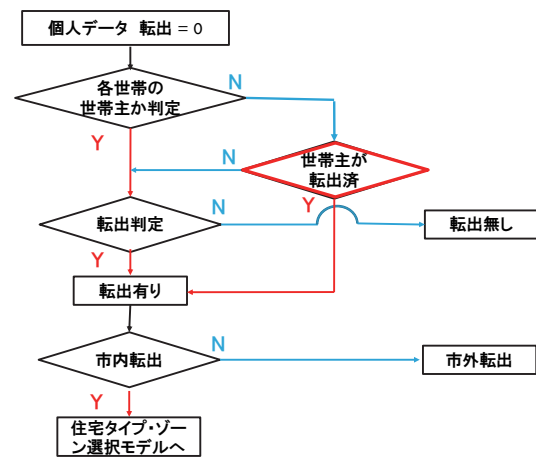 個人データ 転出 = 0
各世帯の
世帯主か判定
N
Y
世帯主が
転出済
N
Y
転出判定
N
転出無し
Y
転出有り
市内転出
N
市外転出
Y
住宅タイプ・ゾー
ン選択モデルへ